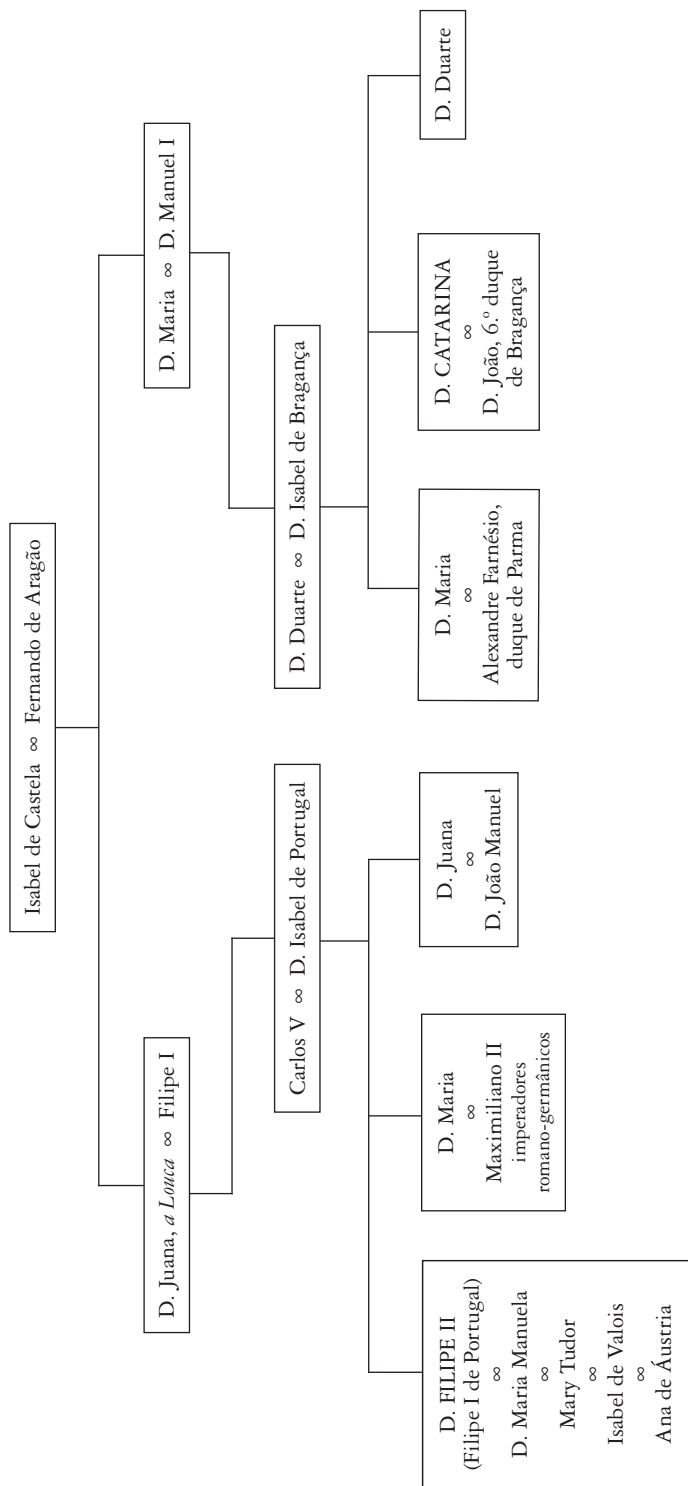 Isabel de Castela ∞ Fernando de Aragão
D. Juana, a Louca ∞ Filipe I
D. Maria ∞ D. Manuel I
Carlos V ∞ D. Isabel de Portugal
D. Duarte ∞ D. Isabel de Bragança
D. FILIPE II
(Filipe I de Portugal)
∞
D. Maria Manuela
∞
Mary Tudor
∞
Isabel de Valois
∞
Ana de Áustria
D. Maria
∞
Maximiliano II
imperadores
romano-germânicos
D. Juana
∞
D. João Manuel
D. Maria
∞
Alexandre Farnésio,
duque de Parma
D. CATARINA
∞
D. João, 6.º duque
de Bragança
D. Duarte